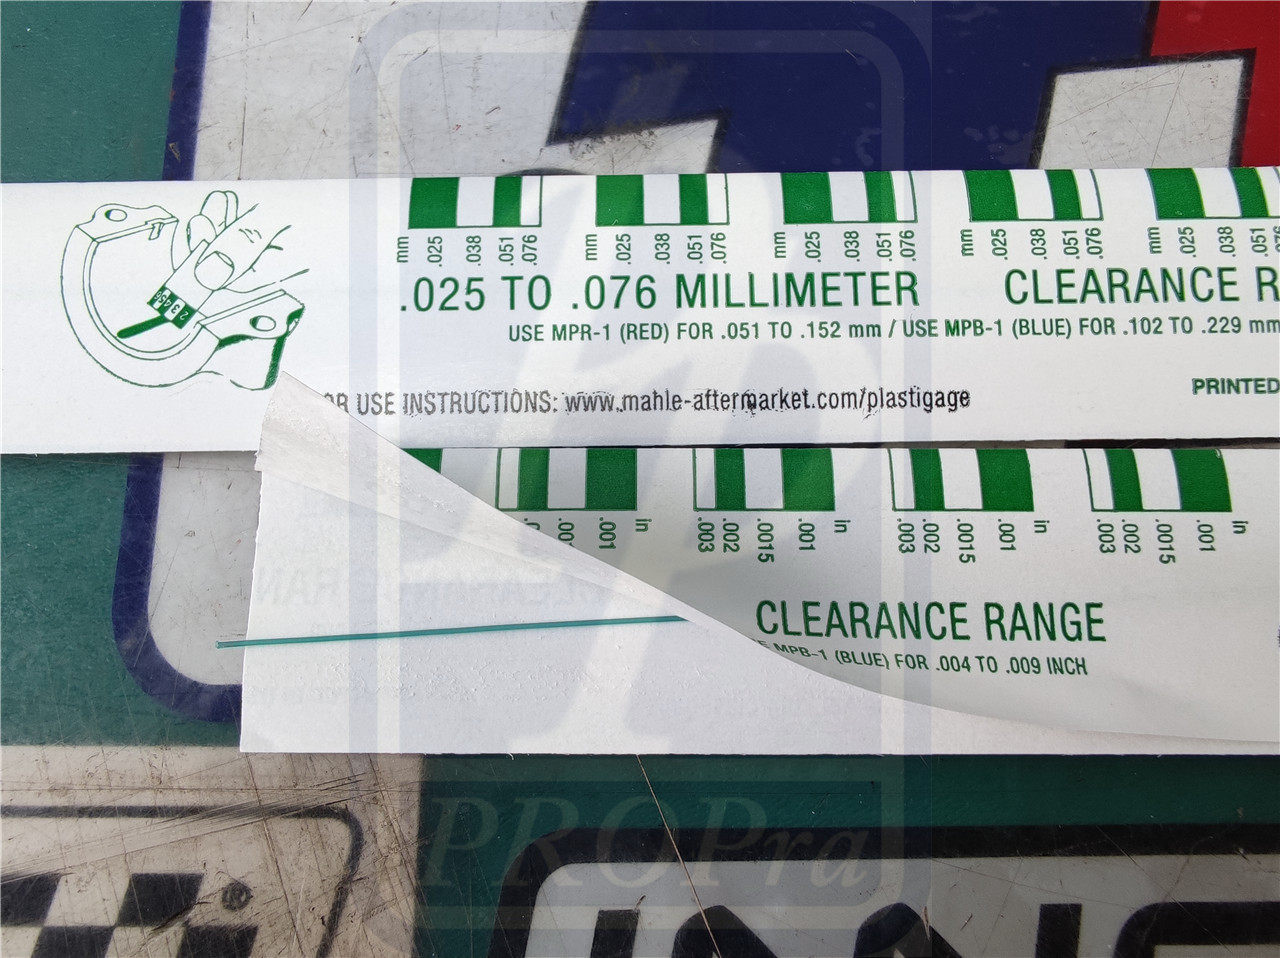 mm .025 .038 .051 .076 mm .025 .038 .051 .076 mm .025 .038 .051 .076 mm .025 .038 .051 .076 mm .025 .038 .051
.025 TO .076 MILLIMETER CLEARANCE R
USE MPR-1 (RED) FOR .051 TO .152 mm / USE MPB-1 (BLUE) FOR .102 TO .229 mm
OR USE INSTRUCTIONS: www.mahle-aftermarket.com/plastigage
PRINTED
.001 in .003 .002 .0015 .001 in .003 .002 .0015 .001 in .003 .002 .0015 .001 in
CLEARANCE RANGE
MPB-1 (BLUE) FOR .004 TO .009 INCH
PROPra